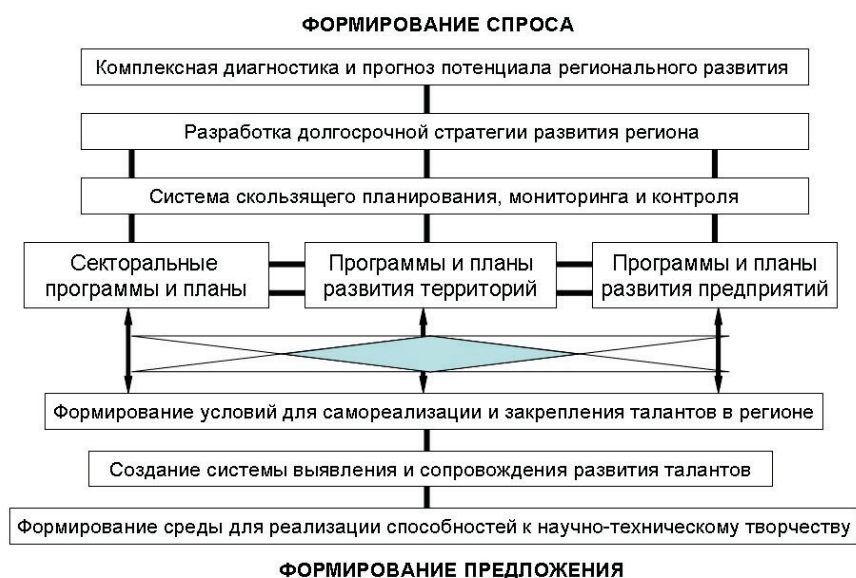 ФОРМИРОВАНИЕ СПРОСА
Комплексная диагностика и прогноз потенциала регионального развития
Разработка долгосрочной стратегии развития региона
Система скользящего планирования, мониторинга и контроля
Секторальные
программы и планы
Программы и планы
развития территорий
Программы и планы
развития предприятий
Формирование условий для самореализации и закрепления талантов в регионе
Создание системы выявления и сопровождения развития талантов
Формирование среды для реализации способностей к научно-техническому творчеству
ФОРМИРОВАНИЕ ПРЕДЛОЖЕНИЯ